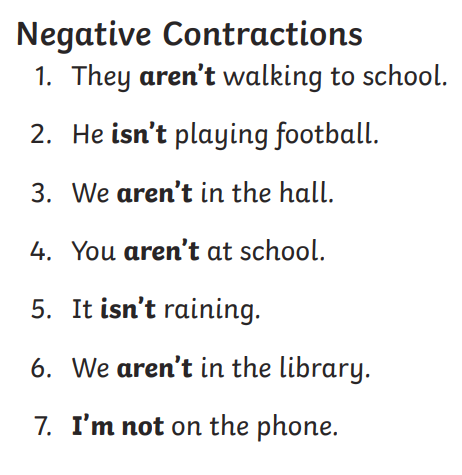 Negative Contractions
1. They aren’t walking to school.
2. He isn’t playing football.
3. We aren’t in the hall.
4. You aren’t at school.
5. It isn’t raining.
6. We aren’t in the library.
7. I’m not on the phone.